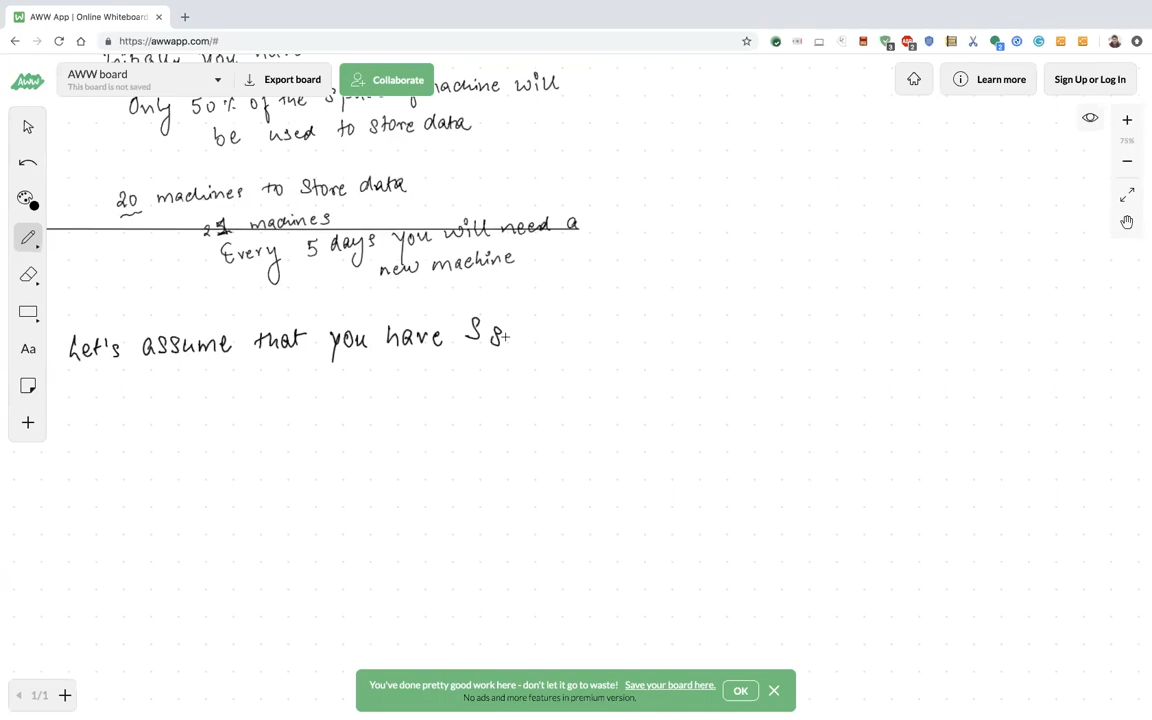 AWW App | Online Whiteboard
https://awwapp.com/#
AWW board
This board is not saved
Export board
Collaborate
Learn more
Sign Up or Log In
Initially you have
Only 50% of the machine will
be used to store data
20 machines to store data
21 machines
Every 5 days you will need a
new machine
Let's assume that you have S
75%
Aa
1/1
You've done pretty good work here - don't let it go to waste! Save your board here.
No ads and more features in premium version.
OK